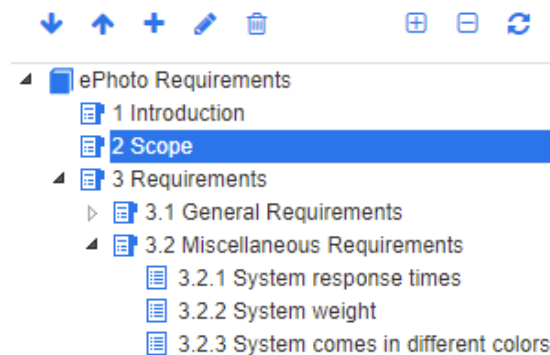 ePhoto Requirements
1 Introduction
2 Scope
3 Requirements
3.1 General Requirements
3.2 Miscellaneous Requirements
3.2.1 System response times
3.2.2 System weight
3.2.3 System comes in different colors